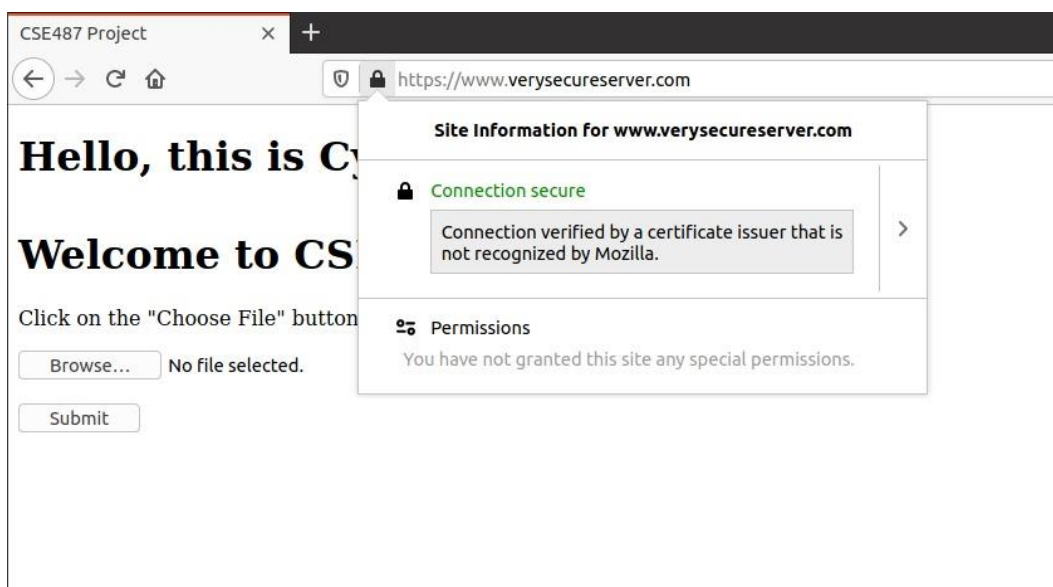 CSE487 Project
https://www.verysecureserver.com
Site Information for www.verysecureserver.com
Hello, this is
Connection secure
Connection verified by a certificate issuer that is
not recognized by Mozilla.
Welcome to
Click on the "Choose File" button
Permissions
You have not granted this site any special permissions.
Browse... No file selected.
Submit